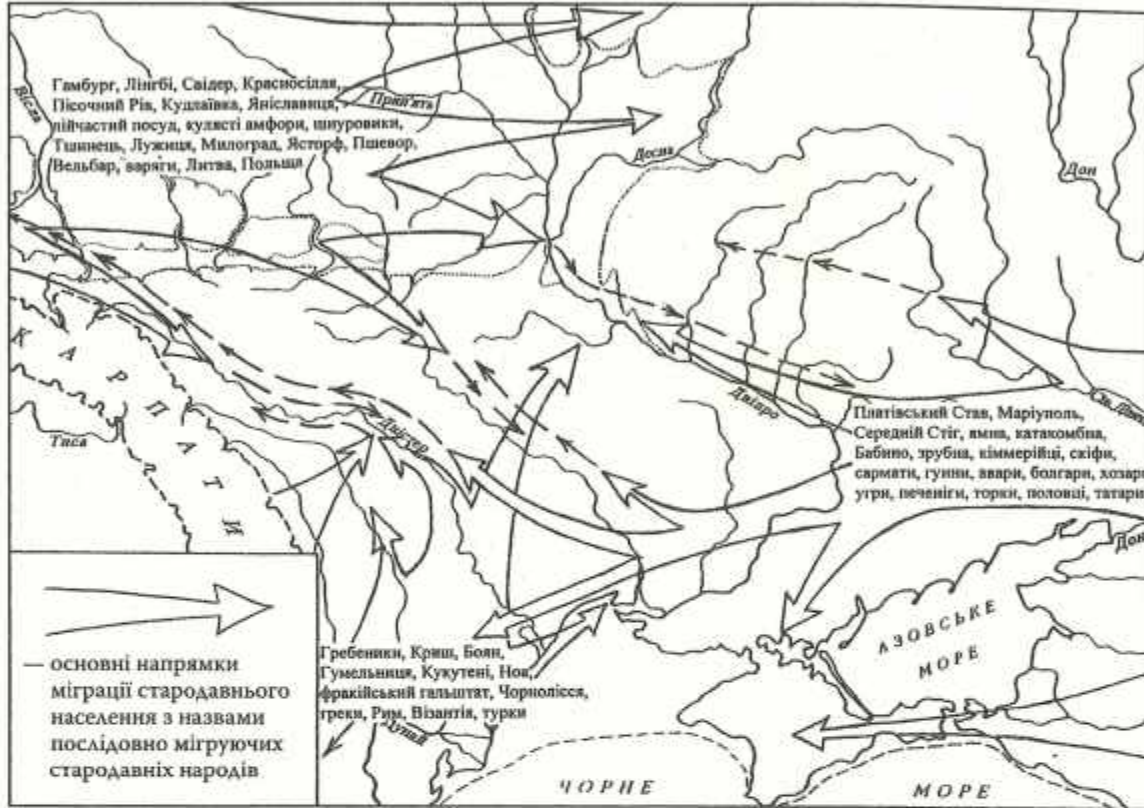 Гамбург, Лінгбі, Свідер, Красносілля,
Пісочний Рів, Кудлаївка, Яніславиця,
лійчастий посуд, кулясті амфори, шнуровики,
Тшинець, Лужиця, Милоград, Ясторф, Пшевор,
Вельбар, варяги, Литва, Польща
Вісла
Прип'ять
Десна
Дон
КАРПАТИ
Тиса
Дністер
Дніпро
Св. Донець
Платівський Став, Маріуполь,
Середній Стіг, ямна, катакомбна,
Бабино, зрубна, кіммерійці, скіфи,
сармати, гунни, авари, болгари, хозари
угри, печеніги, торки, половці, татари
Дон
АЗОВСЬКЕ
МОРЕ
Гребеники, Криш, Боян,
Гумельниця, Кукутені, Ноа,
фракійський гальштат, Чорнолісся,
греки, Рим, Візантія, турки
Дунай
ЧОРНЕ МОРЕ
— основні напрямки
міграції стародавнього
населення з назвами
послідовно мігруючих
стародавніх народів